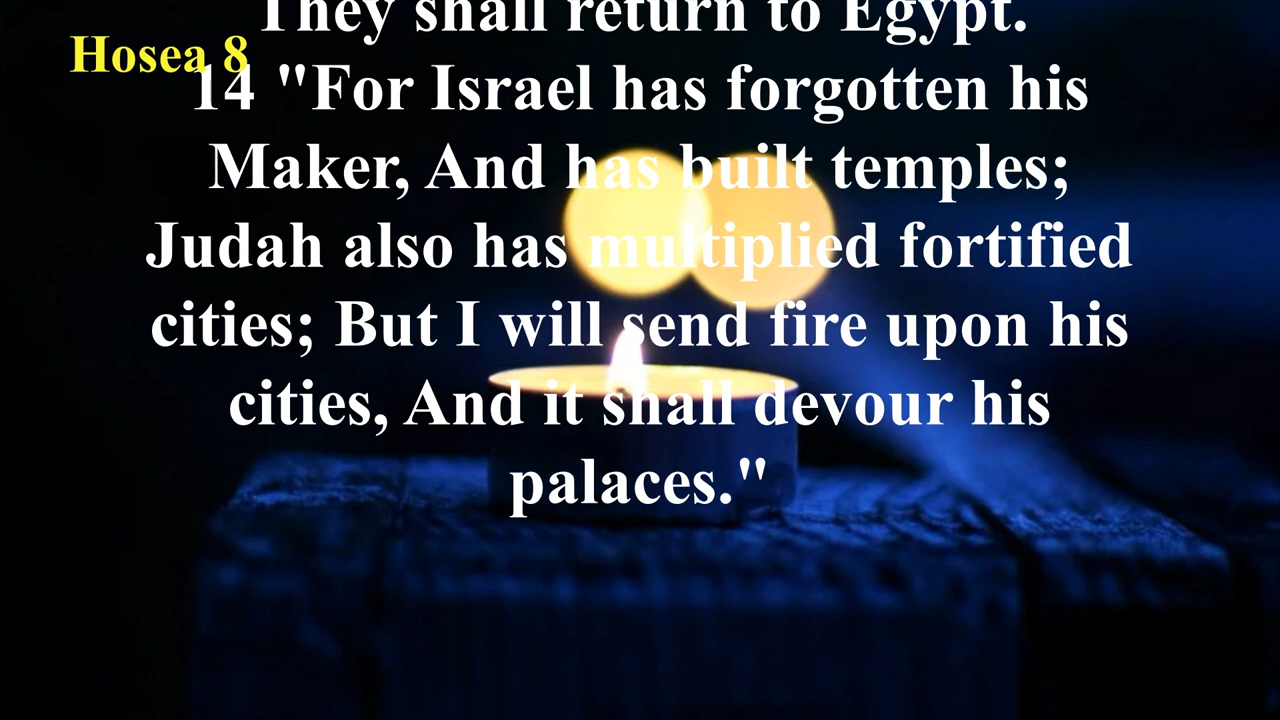 They shall return to Egypt.
Hosea 8
14 "For Israel has forgotten his
Maker, And has built temples;
Judah also has multiplied fortified
cities; But I will send fire upon his
cities, And it shall devour his
palaces."